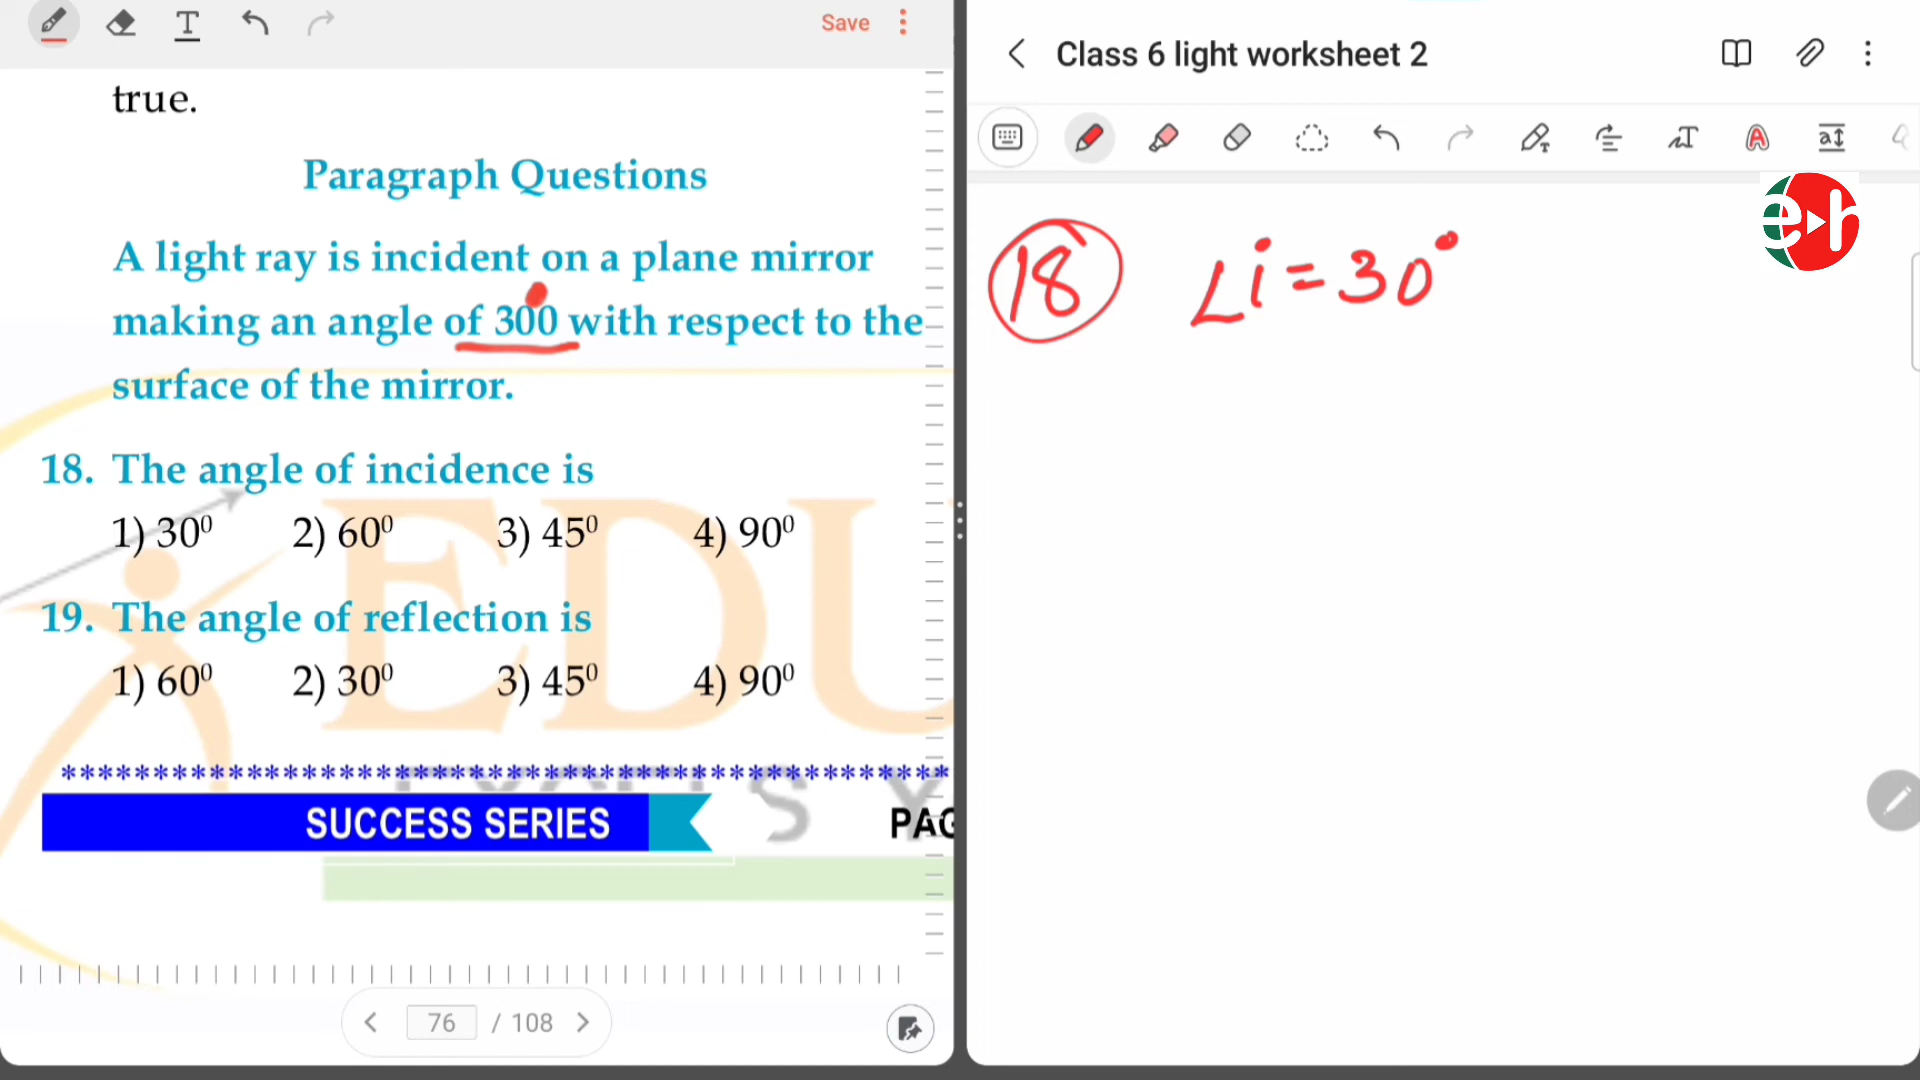 T
Save
true.
Paragraph Questions
A light ray is incident on a plane mirror
making an angle of 300 with respect to the
surface of the mirror.
18. The angle of incidence is
1) 30⁰ 2) 60⁰ 3) 45⁰ 4) 90⁰
19. The angle of reflection is
1) 60⁰ 2) 30⁰ 3) 45⁰ 4) 90⁰
**************************************************
SUCCESS SERIES
PAG
EDU
76 / 108
Class 6 light worksheet 2
e h
18 ∠i = 30°